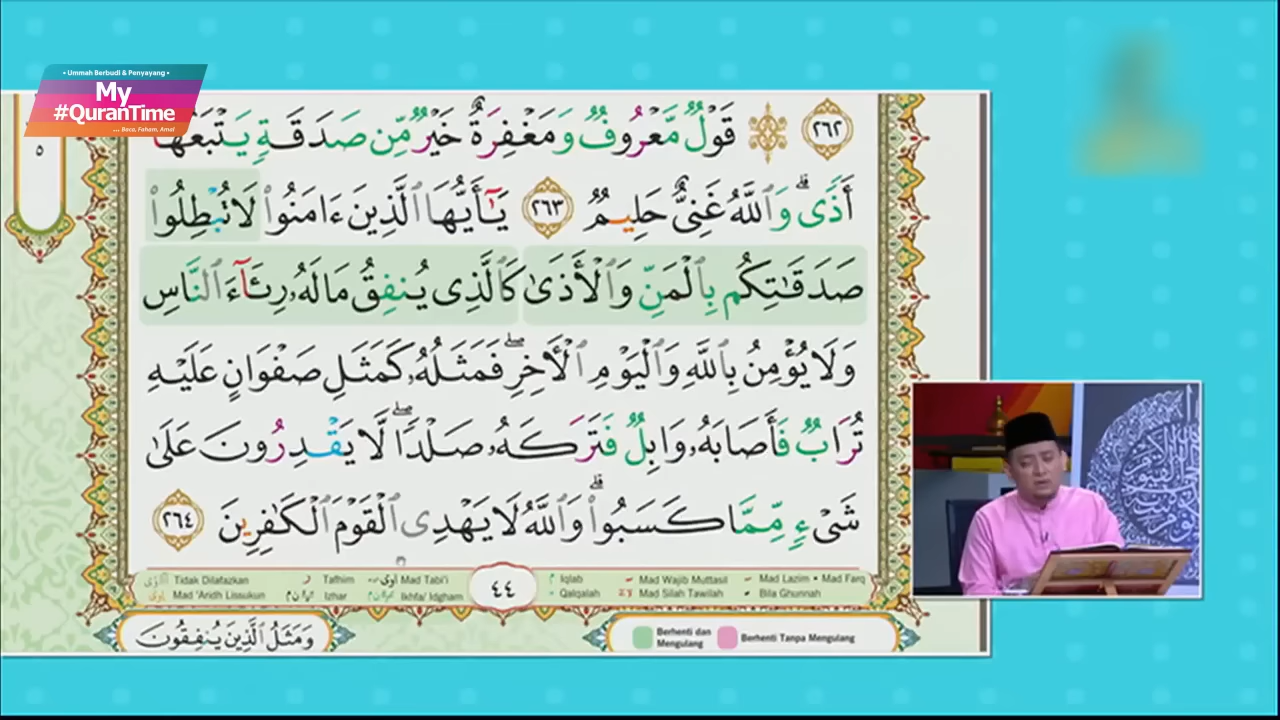 • Ummah Berbudi & Penyayang •
My
#QuranTime
... Baca, Faham, Amal
٥
٢٦٢ ۞ قَوْلٌ مَّعْرُوفٌ وَمَغْفِرَةٌ خَيْرٌ مِّن صَدَقَةٍ يَتْبَعُهَا
أَذًى ۗ وَٱللَّهُ غَنِىٌّ حَلِيمٌ ٢٦٣ يَـٰٓأَيُّهَا ٱلَّذِينَ ءَامَنُوا۟ لَا تُبْطِلُوا۟
صَدَقَـٰتِكُم بِٱلْمَنِّ وَٱلْأَذَىٰ كَٱلَّذِى يُنفِقُ مَالَهُۥ رِئَآءَ ٱلنَّاسِ
وَلَا يُؤْمِنُ بِٱللَّهِ وَٱلْيَوْمِ ٱلْـَٔاخِرِ ۖ فَمَثَلُهُۥ كَمَثَلِ صَفْوَانٍ عَلَيْهِ
تُرَابٌ فَأَصَابَهُۥ وَابِلٌ فَتَرَكَهُۥ صَلْدًا ۖ لَّا يَقْدِرُونَ عَلَىٰ
شَىْءٍ مِّمَّا كَسَبُوا۟ ۗ وَٱللَّهُ لَا يَهْدِى ٱلْقَوْمَ ٱلْكَـٰفِرِينَ ٢٦٤
Tidak Dilafazkan Tafhim Mad Tabi'i Iqlab Mad Wajib Muttasil Mad Lazim • Mad Farq
Mad 'Aridh Lissukun Izhar Ikhfa/ Idgham Qalqalah Mad Silah Tawilah Bila Ghunnah
٤٤
وَمَثَلُ ٱلَّذِينَ يُنفِقُونَ
Berhenti dan Mengulang
Berhenti Tanpa Mengulang